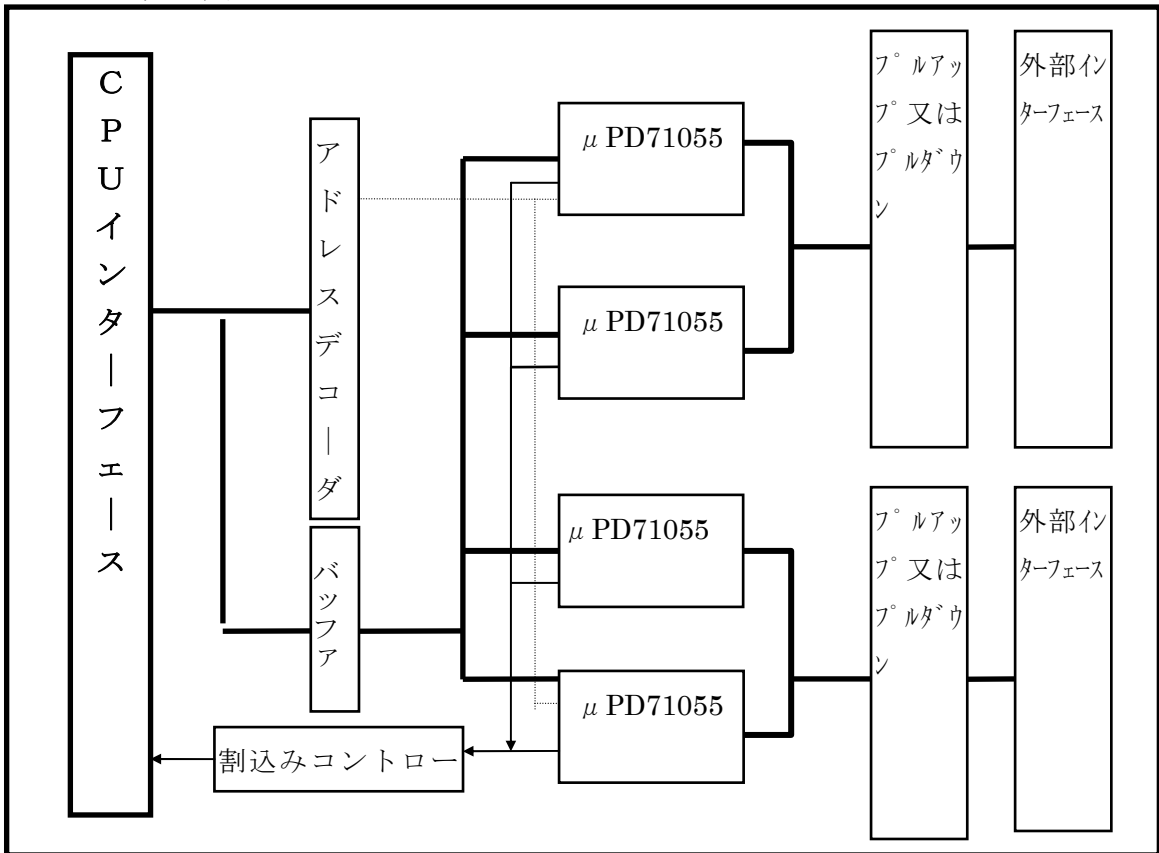 CPUインターフェース
アドレスデコーダ
バッファ
割込みコントロー
μPD71055
μPD71055
μPD71055
μPD71055
プルアッ
プ又は
プルダウ
ン
外部イン
ターフェース
プルアッ
プ又は
プルダウ
ン
外部イン
ターフェース